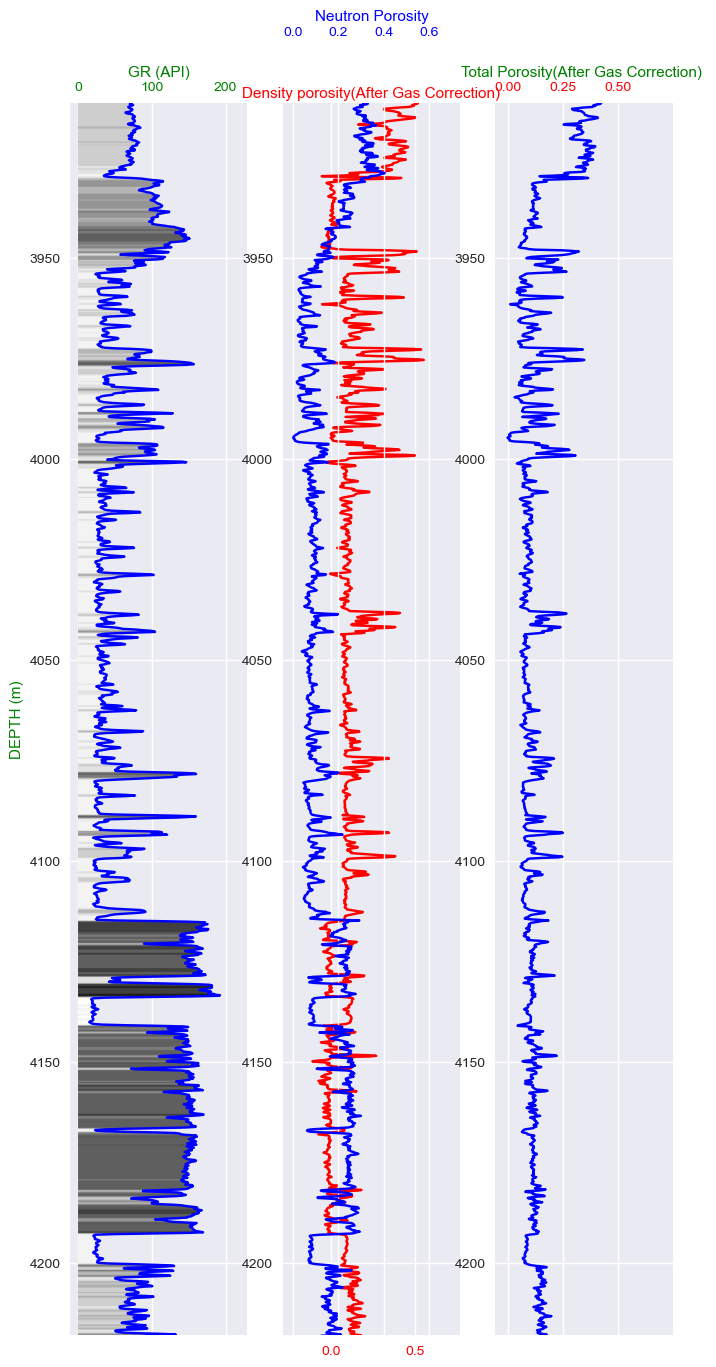 Neutron Porosity
0.0 0.2 0.4 0.6
GR (API)
0 100 200
Density porosity(After Gas Correction)
Total Porosity(After Gas Correction)
0.00 0.25 0.50
3950 3950 3950
4000 4000 4000
4050 4050 4050
DEPTH (m)
4100 4100 4100
4150 4150 4150
4200 4200 4200
0.0 0.5